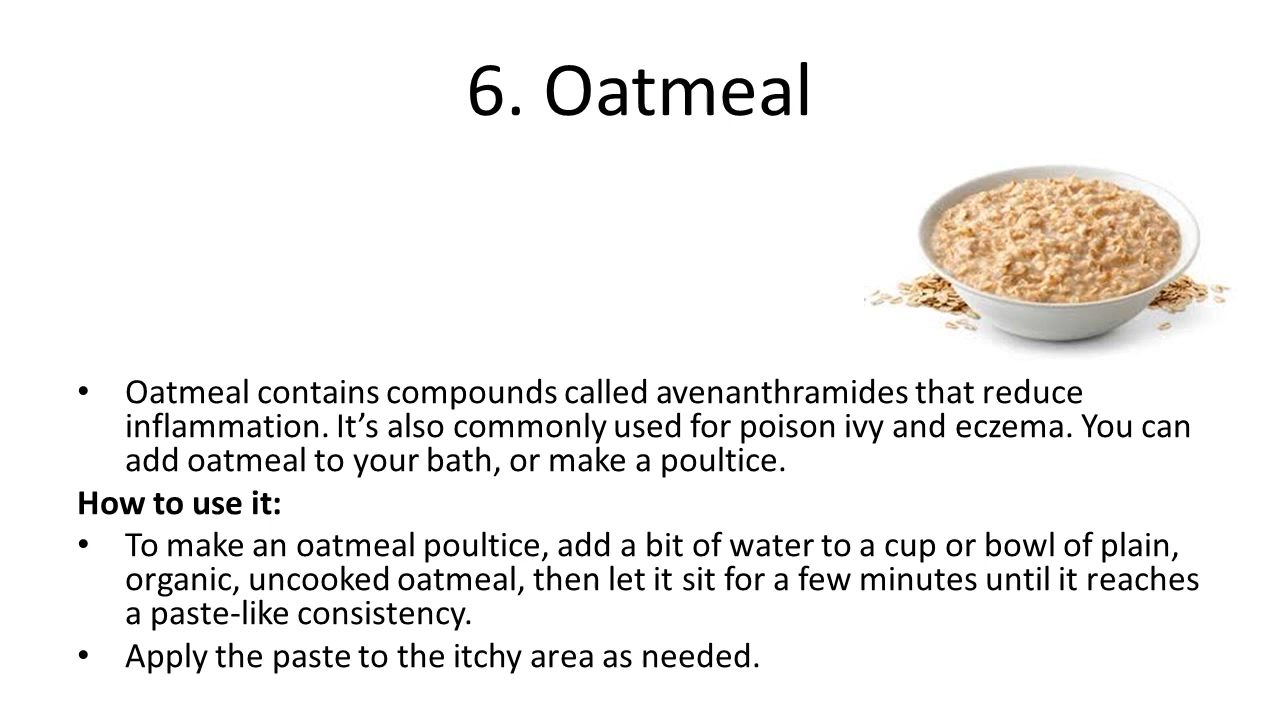 6. Oatmeal
• Oatmeal contains compounds called avenanthramides that reduce
inflammation. It’s also commonly used for poison ivy and eczema. You can
add oatmeal to your bath, or make a poultice.
How to use it:
• To make an oatmeal poultice, add a bit of water to a cup or bowl of plain,
organic, uncooked oatmeal, then let it sit for a few minutes until it reaches
a paste-like consistency.
• Apply the paste to the itchy area as needed.